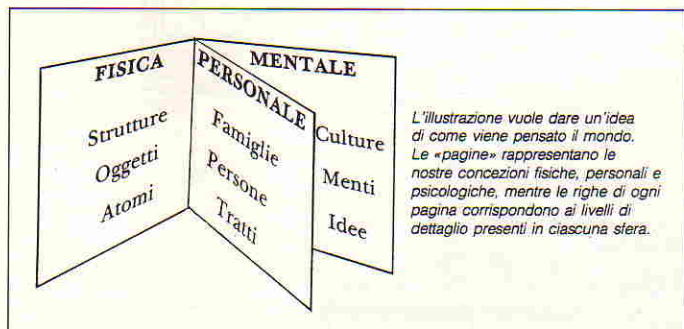 FISICA
Strutture
Oggetti
Atomi
PERSONALE
Famiglie
Persone
Tratti
MENTALE
Culture
Menti
Idee
L'illustrazione vuole dare un'idea
di come viene pensato il mondo.
Le «pagine» rappresentano le
nostre concezioni fisiche, personali e
psicologiche, mentre le righe di ogni
pagina corrispondono ai livelli di
dettaglio presenti in ciascuna sfera.